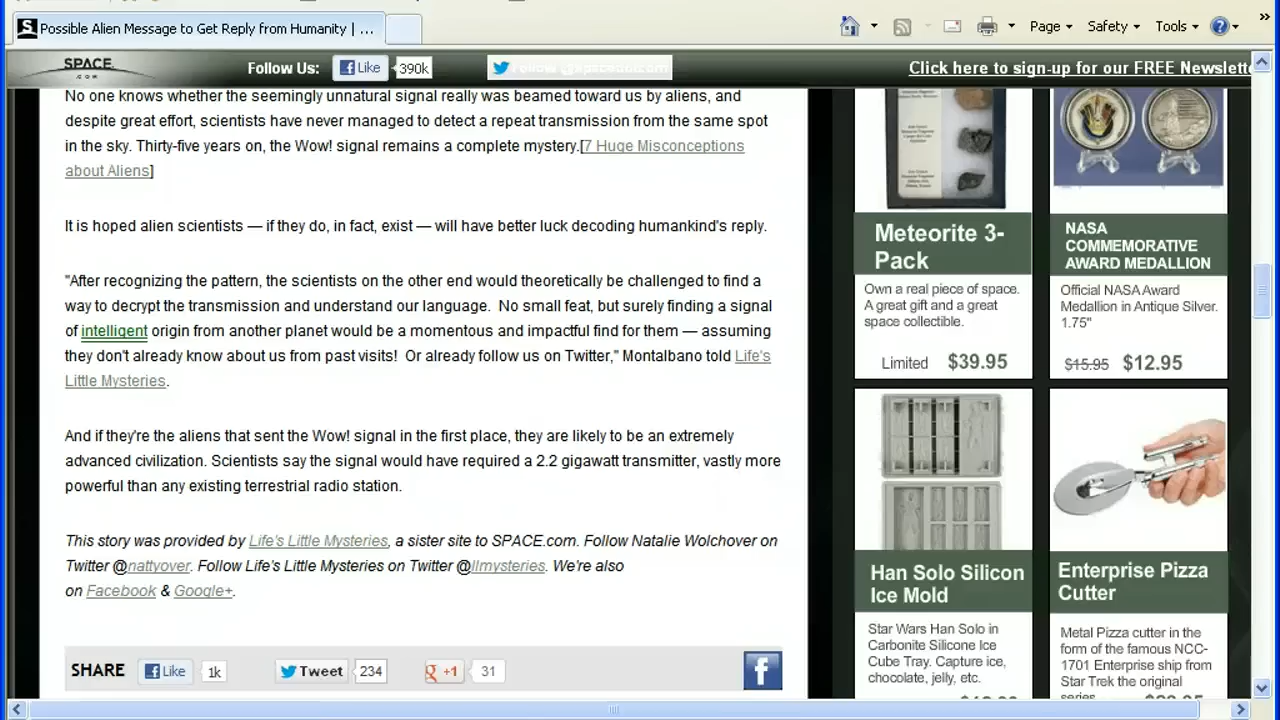 Possible Alien Message to Get Reply from Humanity | ...
Page
Safety
Tools
SPACE
.COM
Follow Us:
Like
390k
Click here to sign-up for our FREE Newslette
No one knows whether the seemingly unnatural signal really was beamed toward us by aliens, and
despite great effort, scientists have never managed to detect a repeat transmission from the same spot
in the sky. Thirty-five years on, the Wow! signal remains a complete mystery.[7 Huge Misconceptions
about Aliens]
It is hoped alien scientists — if they do, in fact, exist — will have better luck decoding humankind's reply.
"After recognizing the pattern, the scientists on the other end would theoretically be challenged to find a
way to decrypt the transmission and understand our language.  No small feat, but surely finding a signal
of intelligent origin from another planet would be a momentous and impactful find for them — assuming
they don't already know about us from past visits!  Or already follow us on Twitter," Montalbano told Life's
Little Mysteries.
And if they're the aliens that sent the Wow! signal in the first place, they are likely to be an extremely
advanced civilization. Scientists say the signal would have required a 2.2 gigawatt transmitter, vastly more
powerful than any existing terrestrial radio station.
This story was provided by Life's Little Mysteries, a sister site to SPACE.com. Follow Natalie Wolchover on
Twitter @nattyover. Follow Life's Little Mysteries on Twitter @llmysteries. We're also
on Facebook & Google+.
SHARE
Like
1k
Tweet
234
+1
31
Meteorite 3-
Pack
Own a real piece of space.
A great gift and a great
space collectible.
Limited $39.95
NASA
COMMEMORATIVE
AWARD MEDALLION
Official NASA Award
Medallion in Antique Silver.
1.75"
$15.95 $12.95
Han Solo Silicon
Ice Mold
Star Wars Han Solo in
Carbonite Silicone Ice
Cube Tray. Capture ice,
chocolate, jelly, etc.
Enterprise Pizza
Cutter
Metal Pizza cutter in the
form of the famous NCC-
1701 Enterprise ship from
Star Trek the original
series.